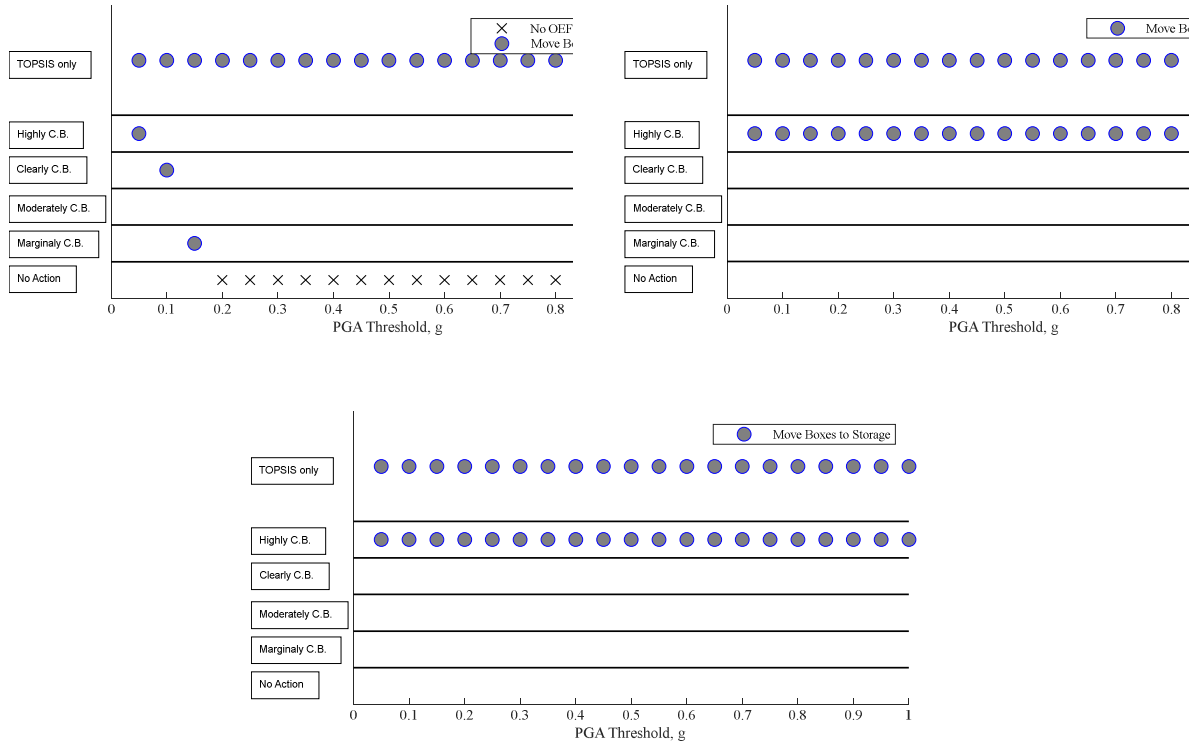 No OEF
Move
TOPSIS only
Highly C.B.
Clearly C.B.
Moderately C.B.
Marginaly C.B.
No Action
0 0.1 0.2 0.3 0.4 0.5 0.6 0.7 0.8
PGA Threshold, g
Move
TOPSIS only
Highly C.B.
Clearly C.B.
Moderately C.B.
Marginaly C.B.
No Action
0 0.1 0.2 0.3 0.4 0.5 0.6 0.7 0.8
PGA Threshold, g
Move Boxes to Storage
TOPSIS only
Highly C.B.
Clearly C.B.
Moderately C.B.
Marginaly C.B.
No Action
0 0.1 0.2 0.3 0.4 0.5 0.6 0.7 0.8 0.9 1
PGA Threshold, g